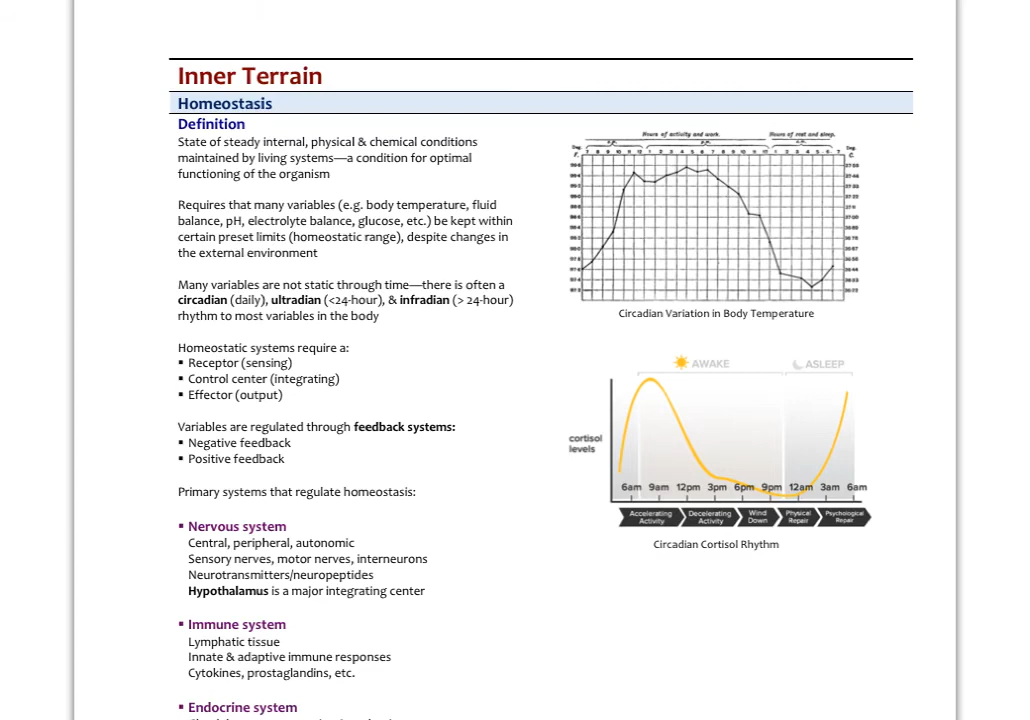 Inner Terrain
Homeostasis
Definition
State of steady internal, physical & chemical conditions
maintained by living systems—a condition for optimal
functioning of the organism
Requires that many variables (e.g. body temperature, fluid
balance, pH, electrolyte balance, glucose, etc.) be kept within
certain preset limits (homeostatic range), despite changes in
the external environment
Many variables are not static through time—there is often a
circadian (daily), ultradian (<24-hour), & infradian (> 24-hour)
rhythm to most variables in the body
Homeostatic systems require a:
▪ Receptor (sensing)
▪ Control center (integrating)
▪ Effector (output)
Variables are regulated through feedback systems:
▪ Negative feedback
▪ Positive feedback
Primary systems that regulate homeostasis:
▪ Nervous system
Central, peripheral, autonomic
Sensory nerves, motor nerves, interneurons
Neurotransmitters/neuropeptides
Hypothalamus is a major integrating center
▪ Immune system
Lymphatic tissue
Innate & adaptive immune responses
Cytokines, prostaglandins, etc.
▪ Endocrine system
Hours of activity and work.
Hours of rest and sleep.
Deg.
F.
Deg.
C.
Circadian Variation in Body Temperature
AWAKE
ASLEEP
cortisol
levels
6am 9am 12pm 3pm 6pm 9pm 12am 3am 6am
Accelerating
Activity
Decelerating
Activity
Wind
Down
Physical
Repair
Psychological
Repair
Circadian Cortisol Rhythm